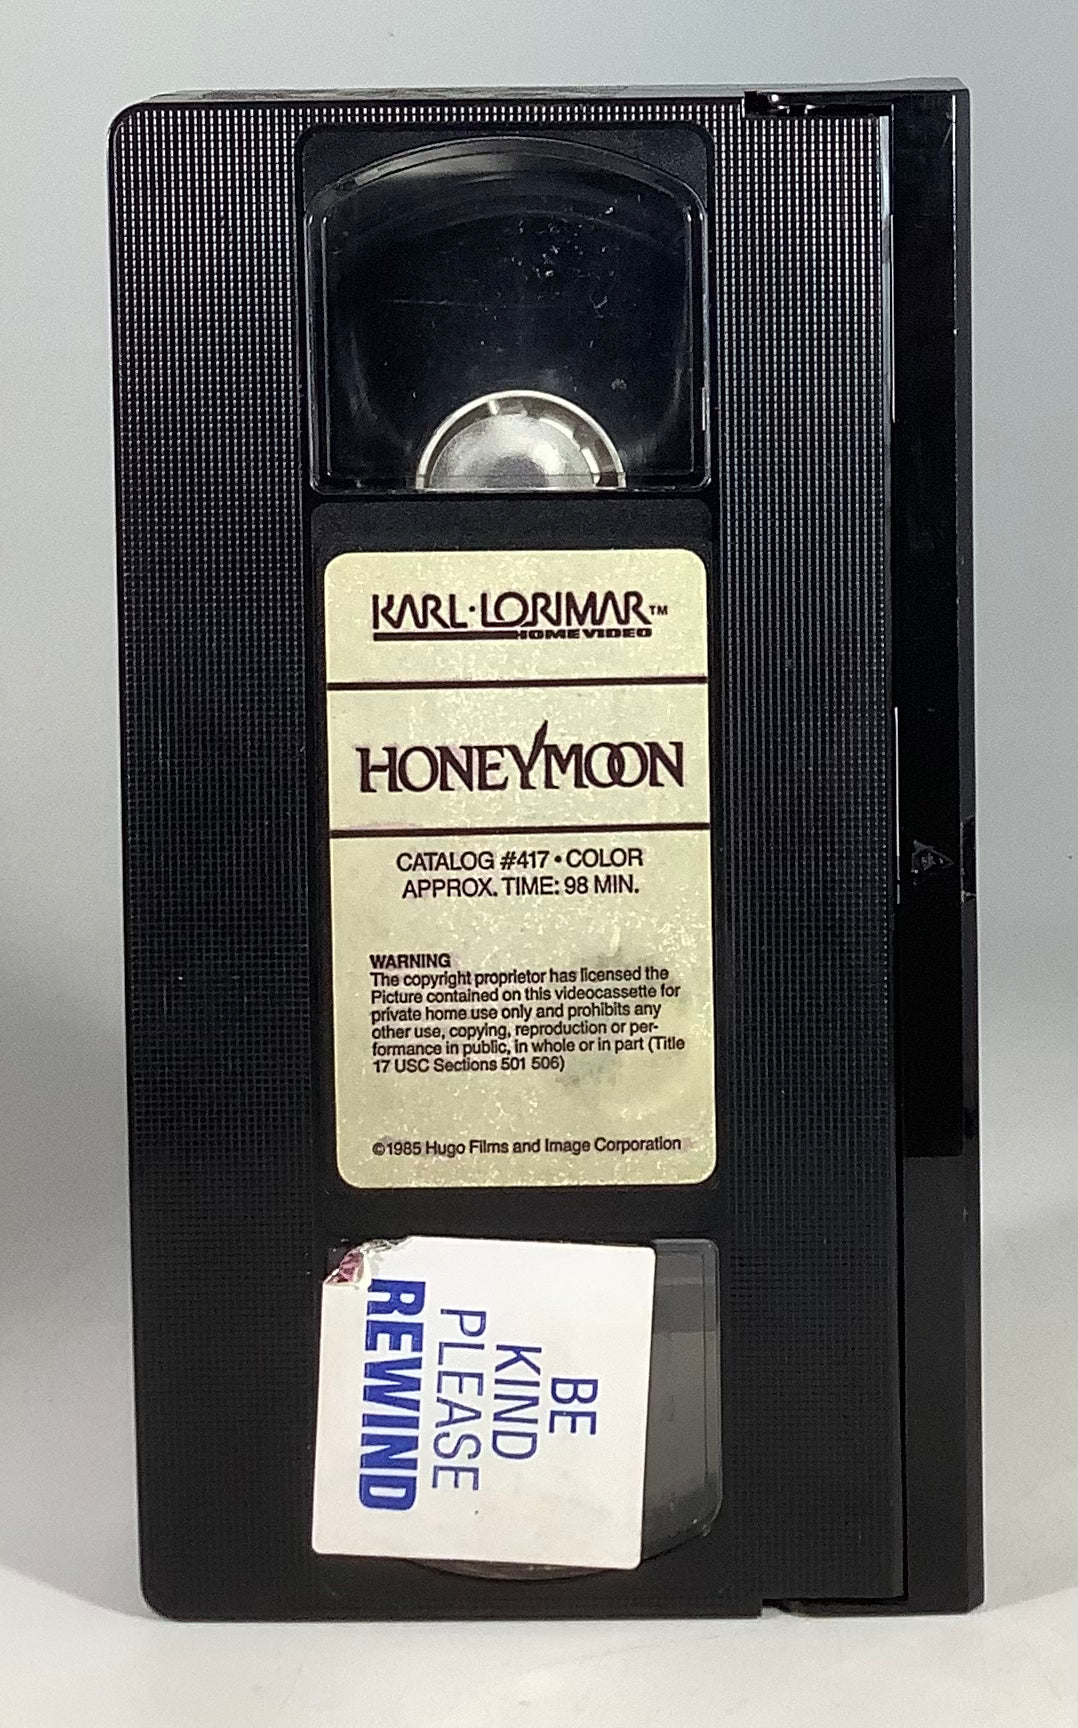 KARL·LORIMAR™
HOME VIDEO
HONEYMOON
CATALOG #417 • COLOR
APPROX. TIME: 98 MIN.
WARNING
The copyright proprietor has licensed the
Picture contained on this videocassette for
private home use only and prohibits any
other use, copying, reproduction or per-
formance in public, in whole or in part (Title
17 USC Sections 501 506)
©1985 Hugo Films and Image Corporation
BE
KIND
PLEASE
REWIND